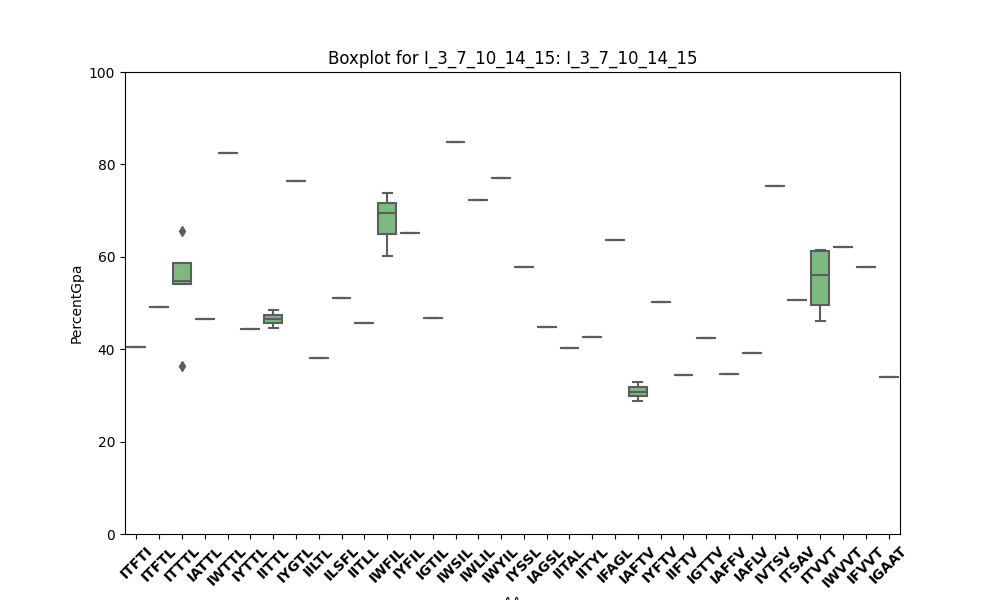 Boxplot for I_3_7_10_14_15: I_3_7_10_14_15
100
80
60
40
20
0
PercentGpa
ITFTI
ITFTL
ITTTL
IATTL
IWTTL
IYTTL
IITTL
IYGTL
IILTL
ILSFL
IITLL
IWFIL
IYFIL
IGTIL
IWSIL
IWLIL
IWYIL
IYSSL
IAGSL
IITAL
IITYL
IFAGL
IAFTV
IYFTV
IIFTV
IGTTV
IAFFV
IAFLV
IVTSV
ITSAV
ITVVT
IWVVT
IFVVT
IGAAT